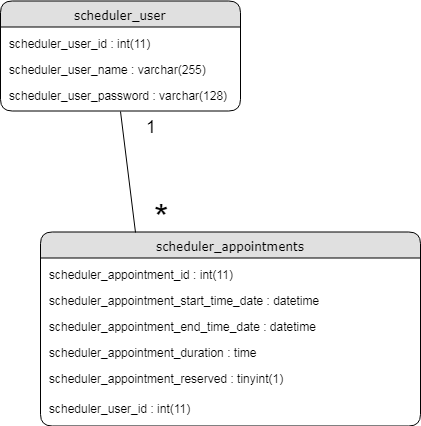 scheduler_user
scheduler_user_id : int(11)
scheduler_user_name : varchar(255)
scheduler_user_password : varchar(128)
1
*
scheduler_appointments
scheduler_appointment_id : int(11)
scheduler_appointment_start_time_date : datetime
scheduler_appointment_end_time_date : datetime
scheduler_appointment_duration : time
scheduler_appointment_reserved : tinyint(1)
scheduler_user_id : int(11)